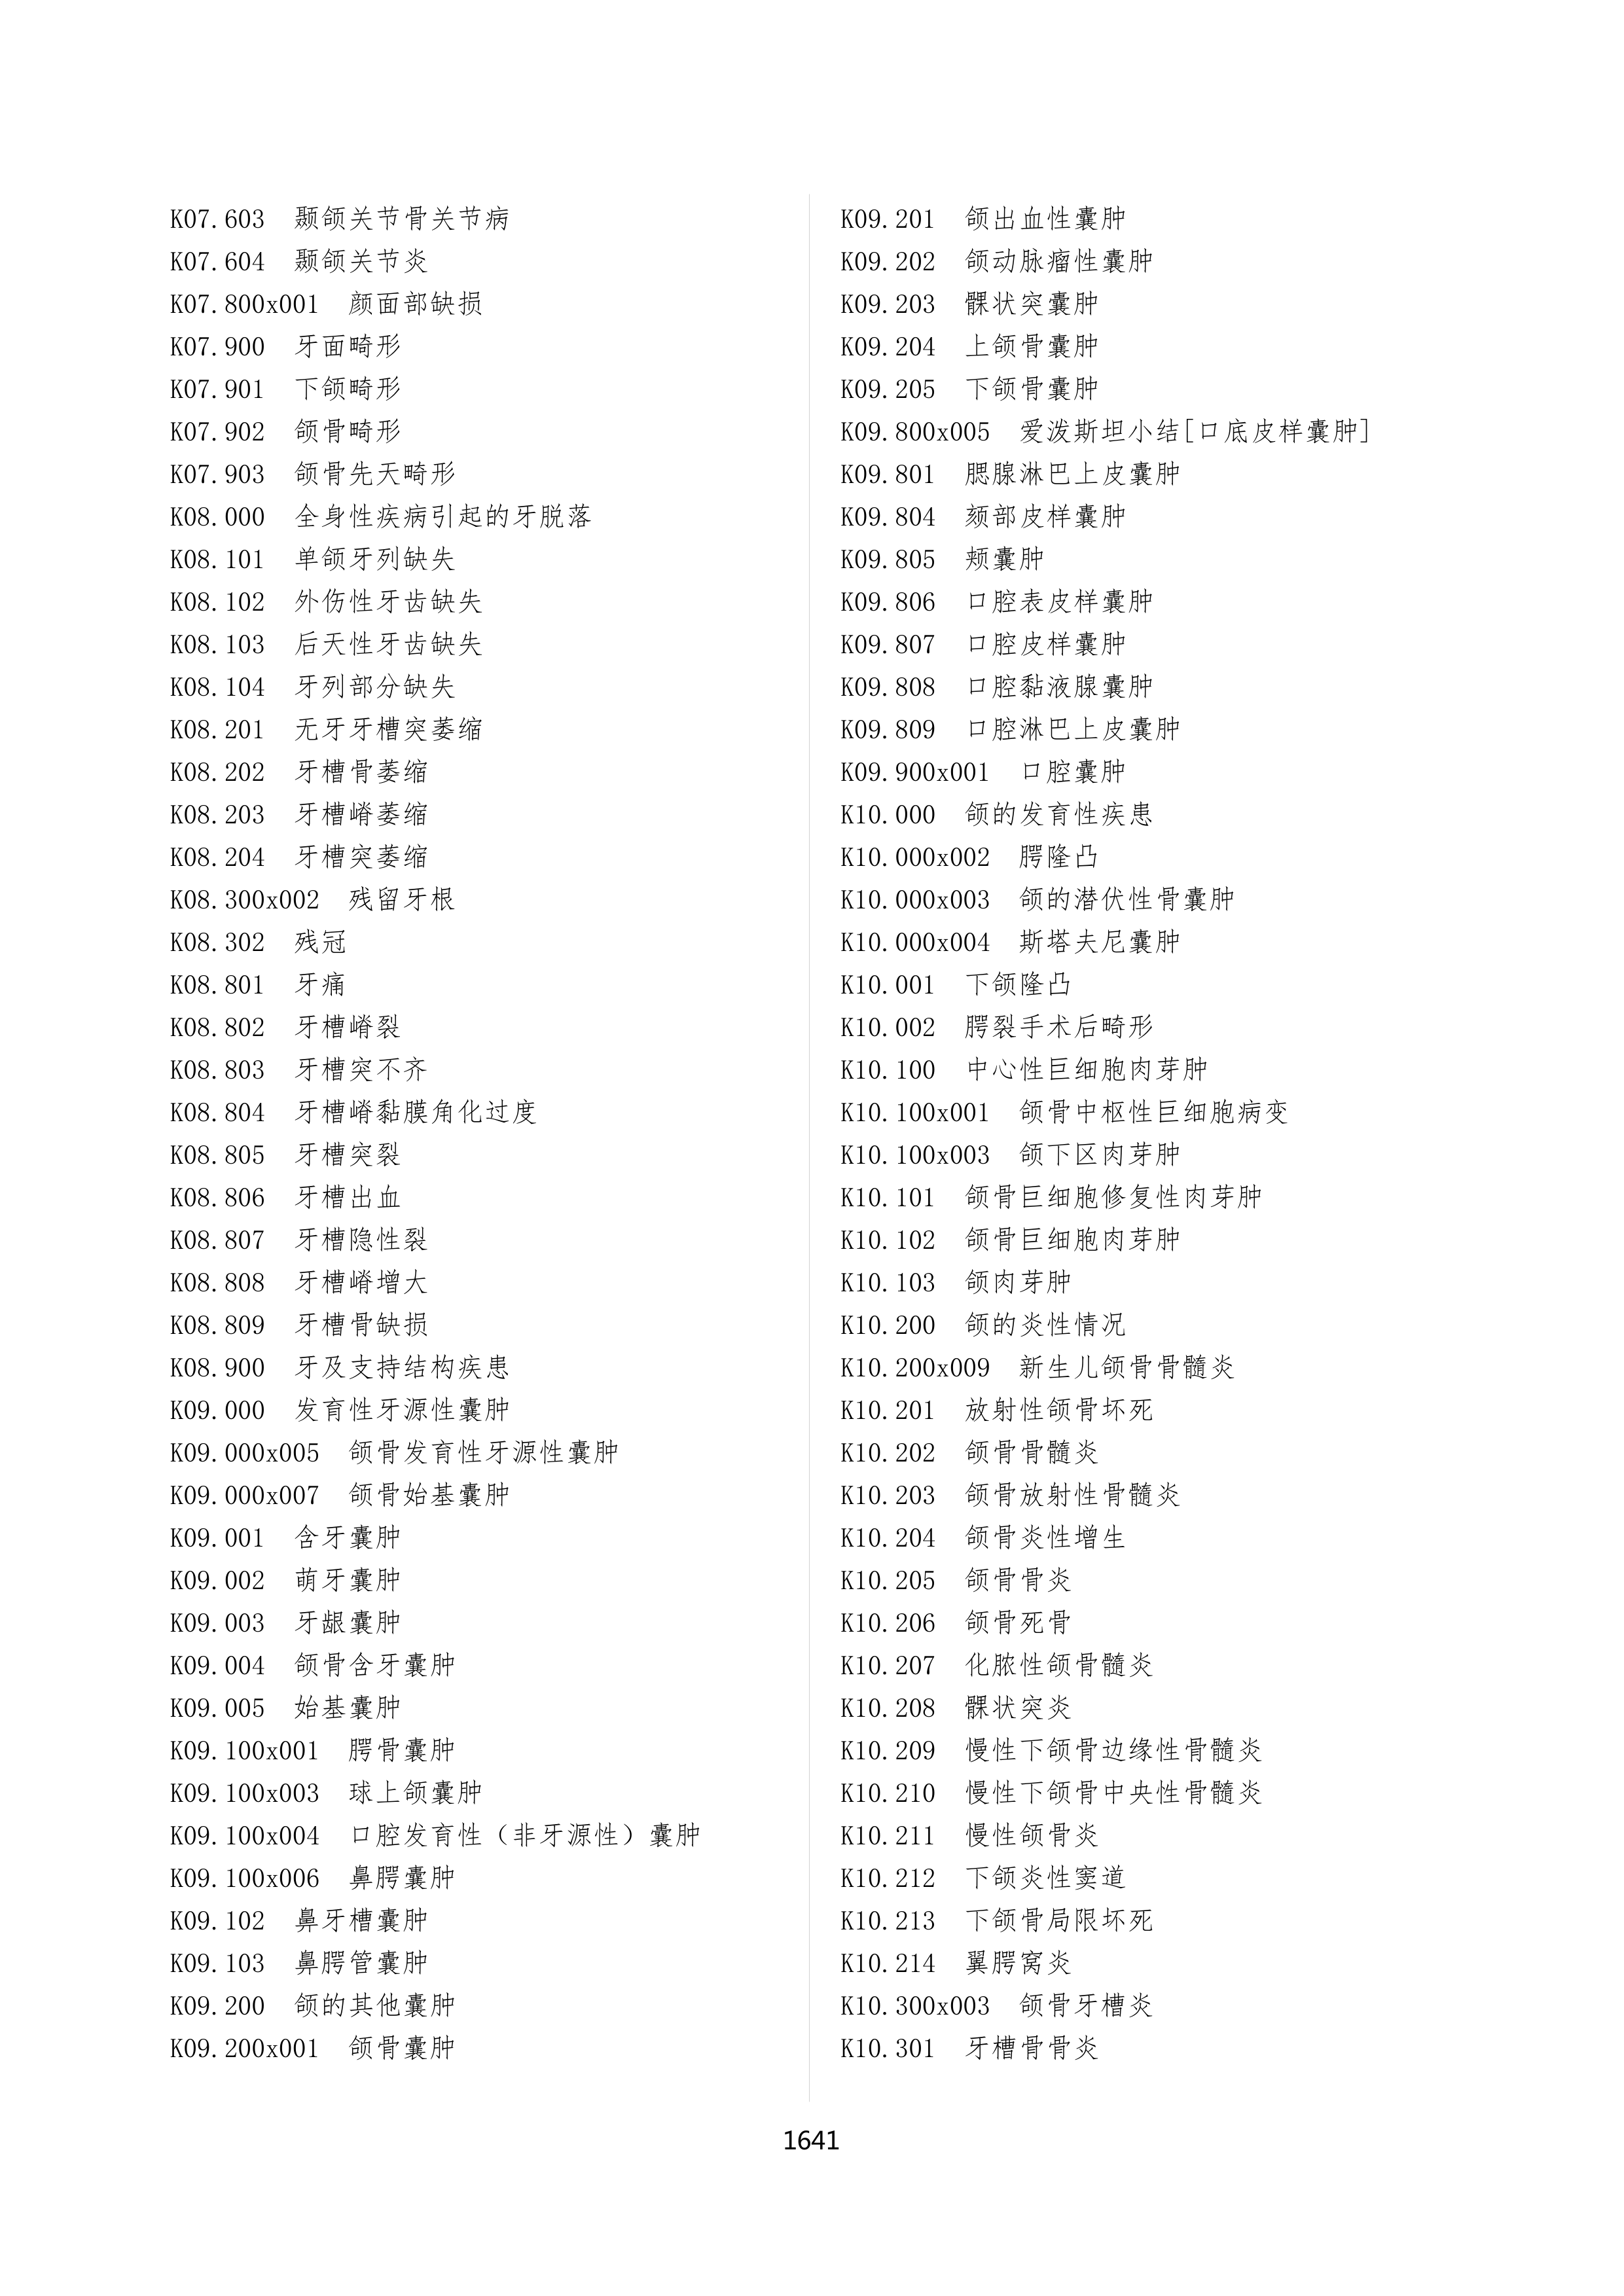 K07.603 颞颌关节骨关节病
K07.604 颞颌关节炎
K07.800x001 颜面部缺损
K07.900 牙面畸形
K07.901 下颌畸形
K07.902 颌骨畸形
K07.903 颌骨先天畸形
K08.000 全身性疾病引起的牙脱落
K08.101 单颌牙列缺失
K08.102 外伤性牙齿缺失
K08.103 后天性牙齿缺失
K08.104 牙列部分缺失
K08.201 无牙牙槽突萎缩
K08.202 牙槽骨萎缩
K08.203 牙槽嵴萎缩
K08.204 牙槽突萎缩
K08.300x002 残留牙根
K08.302 残冠
K08.801 牙痛
K08.802 牙槽嵴裂
K08.803 牙槽突不齐
K08.804 牙槽嵴黏膜角化过度
K08.805 牙槽突裂
K08.806 牙槽出血
K08.807 牙槽隐性裂
K08.808 牙槽嵴增大
K08.809 牙槽骨缺损
K08.900 牙及支持结构疾患
K09.000 发育性牙源性囊肿
K09.000x005 颌骨发育性牙源性囊肿
K09.000x007 颌骨始基囊肿
K09.001 含牙囊肿
K09.002 萌牙囊肿
K09.003 牙龈囊肿
K09.004 颌骨含牙囊肿
K09.005 始基囊肿
K09.100x001 腭骨囊肿
K09.100x003 球上颌囊肿
K09.100x004 口腔发育性（非牙源性）囊肿
K09.100x006 鼻腭囊肿
K09.102 鼻牙槽囊肿
K09.103 鼻腭管囊肿
K09.200 颌的其他囊肿
K09.200x001 颌骨囊肿
K09.201 颌出血性囊肿
K09.202 颌动脉瘤性囊肿
K09.203 髁状突囊肿
K09.204 上颌骨囊肿
K09.205 下颌骨囊肿
K09.800x005 爱泼斯坦小结[口底皮样囊肿]
K09.801 腮腺淋巴上皮囊肿
K09.804 颏部皮样囊肿
K09.805 颊囊肿
K09.806 口腔表皮样囊肿
K09.807 口腔皮样囊肿
K09.808 口腔黏液腺囊肿
K09.809 口腔淋巴上皮囊肿
K09.900x001 口腔囊肿
K10.000 颌的发育性疾患
K10.000x002 腭隆凸
K10.000x003 颌的潜伏性骨囊肿
K10.000x004 斯塔夫尼囊肿
K10.001 下颌隆凸
K10.002 腭裂手术后畸形
K10.100 中心性巨细胞肉芽肿
K10.100x001 颌骨中枢性巨细胞病变
K10.100x003 颌下区肉芽肿
K10.101 颌骨巨细胞修复性肉芽肿
K10.102 颌骨巨细胞肉芽肿
K10.103 颌肉芽肿
K10.200 颌的炎性情况
K10.200x009 新生儿颌骨骨髓炎
K10.201 放射性颌骨坏死
K10.202 颌骨骨髓炎
K10.203 颌骨放射性骨髓炎
K10.204 颌骨炎性增生
K10.205 颌骨骨炎
K10.206 颌骨死骨
K10.207 化脓性颌骨髓炎
K10.208 髁状突炎
K10.209 慢性下颌骨边缘性骨髓炎
K10.210 慢性下颌骨中央性骨髓炎
K10.211 慢性颌骨炎
K10.212 下颌炎性窦道
K10.213 下颌骨局限坏死
K10.214 翼腭窝炎
K10.300x003 颌骨牙槽炎
K10.301 牙槽骨骨炎
1641